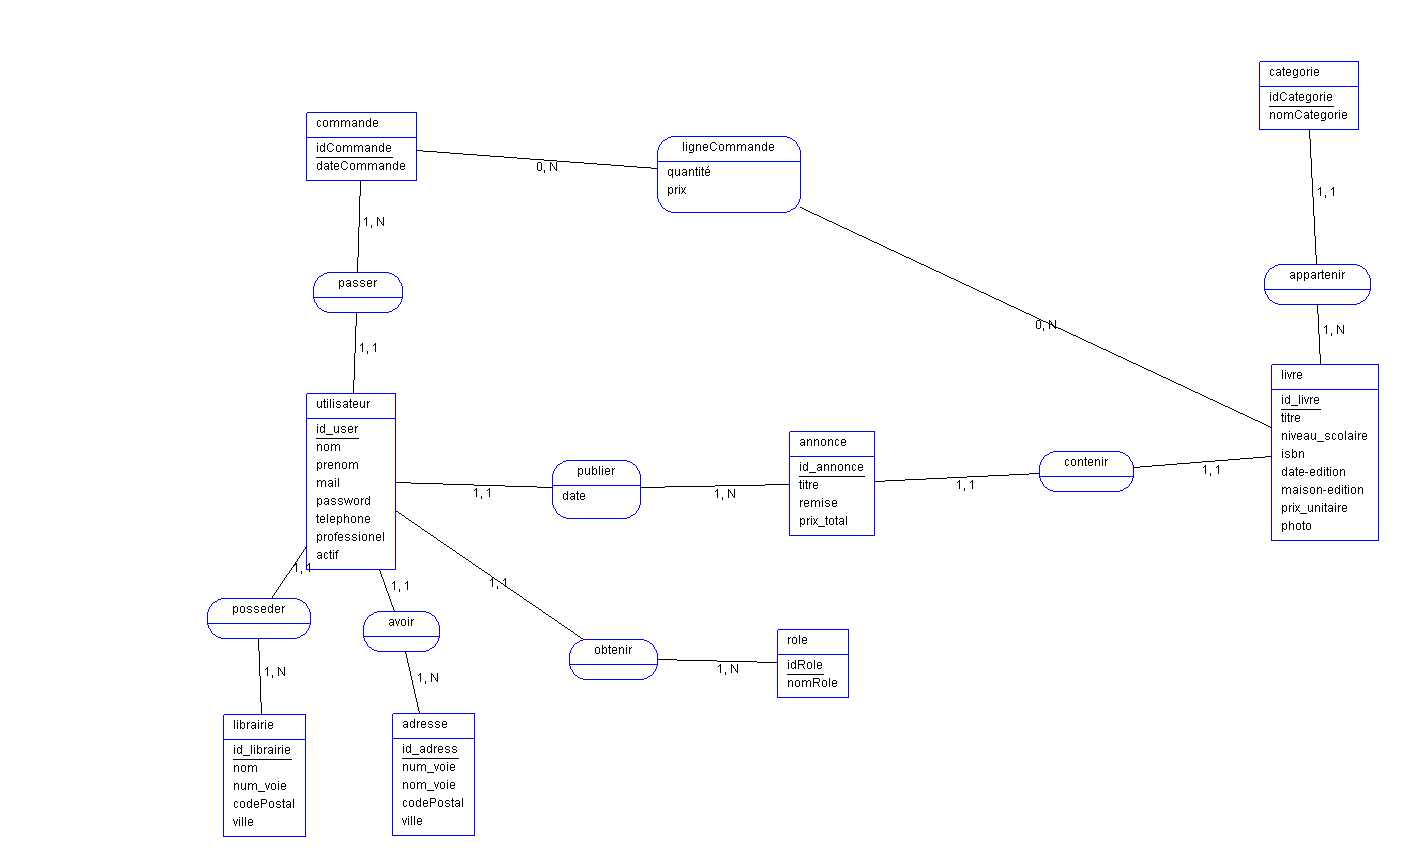 categorie
idCategorie
nomCategorie
commande
idCommande
dateCommande
0, N
ligneCommande
quantité
prix
1, N
1, 1
passer
appartenir
0, N
1, N
1, 1
livre
id_livre
titre
niveau_scolaire
isbn
date-edition
maison-edition
prix_unitaire
photo
utilisateur
id_user
nom
prenom
mail
password
telephone
professionel
actif
1, 1
publier
date
1, N
annonce
id_annonce
titre
remise
prix_total
1, 1
contenir
1, 1
1, 1
1, 1
1, 1
posseder
avoir
obtenir
1, N
role
idRole
nomRole
1, N
1, N
librairie
id_librairie
nom
num_voie
codePostal
ville
adresse
id_adress
num_voie
nom_voie
codePostal
ville